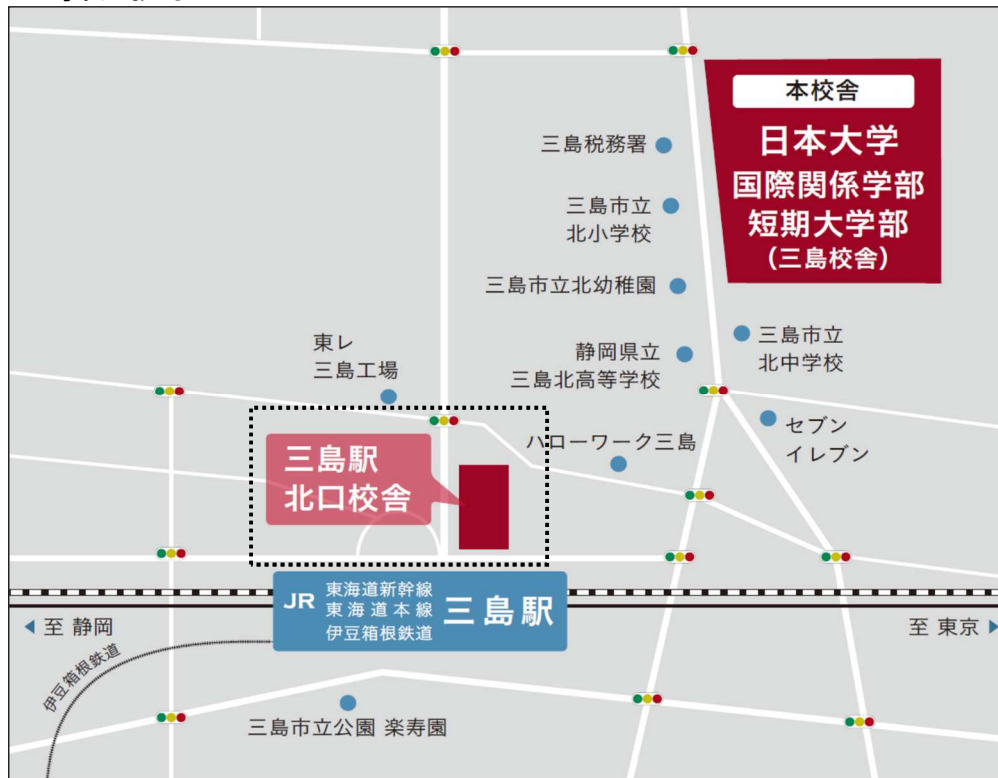 本校舎
日本大学
国際関係学部
短期大学部
(三島校舎)
三島税務署
三島市立
北小学校
三島市立北幼稚園
三島市立
北中学校
静岡県立
三島北高等学校
東レ
三島工場
セブン
イレブン
ハローワーク三島
三島駅
北口校舎
JR
東海道新幹線
東海道本線
伊豆箱根鉄道
三島駅
至 静岡
至 東京
伊豆箱根鉄道
三島市立公園 楽寿園